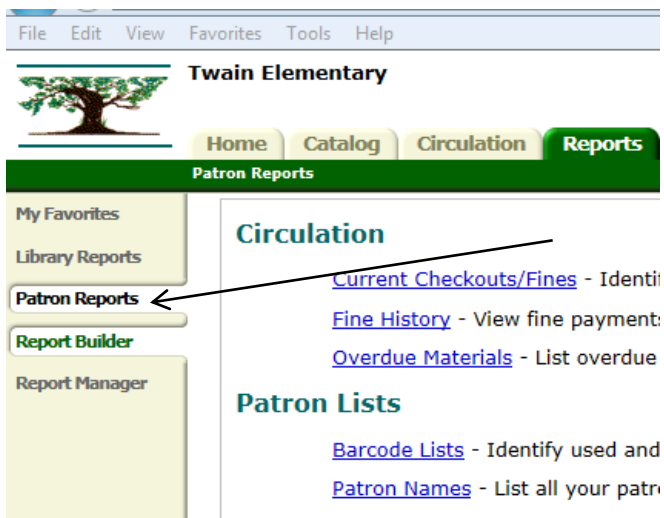 File Edit View Favorites Tools Help
Twain Elementary
Home Catalog Circulation Reports
Patron Reports
My Favorites
Library Reports
Patron Reports
Report Builder
Report Manager
Circulation
Current Checkouts/Fines - Identif
Fine History - View fine payments
Overdue Materials - List overdue
Patron Lists
Barcode Lists - Identify used and
Patron Names - List all your patro